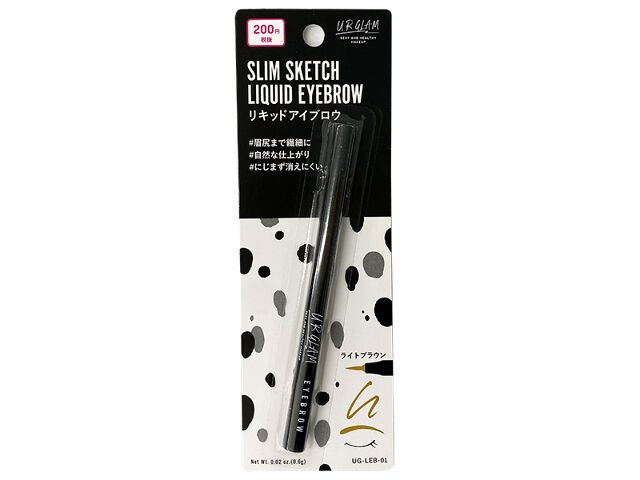 200円
税抜
URGLAM
SEXY AND HEALTHY
MAKEUP
SLIM SKETCH
LIQUID EYEBROW
リキッドアイブロウ
#眉尻まで繊細に
#自然な仕上がり
#にじまず消えにくい
URGLAM
EYEBROW
ライトブラウン
Net Wt. 0.02 oz.(0.6g)
UG-LEB-01